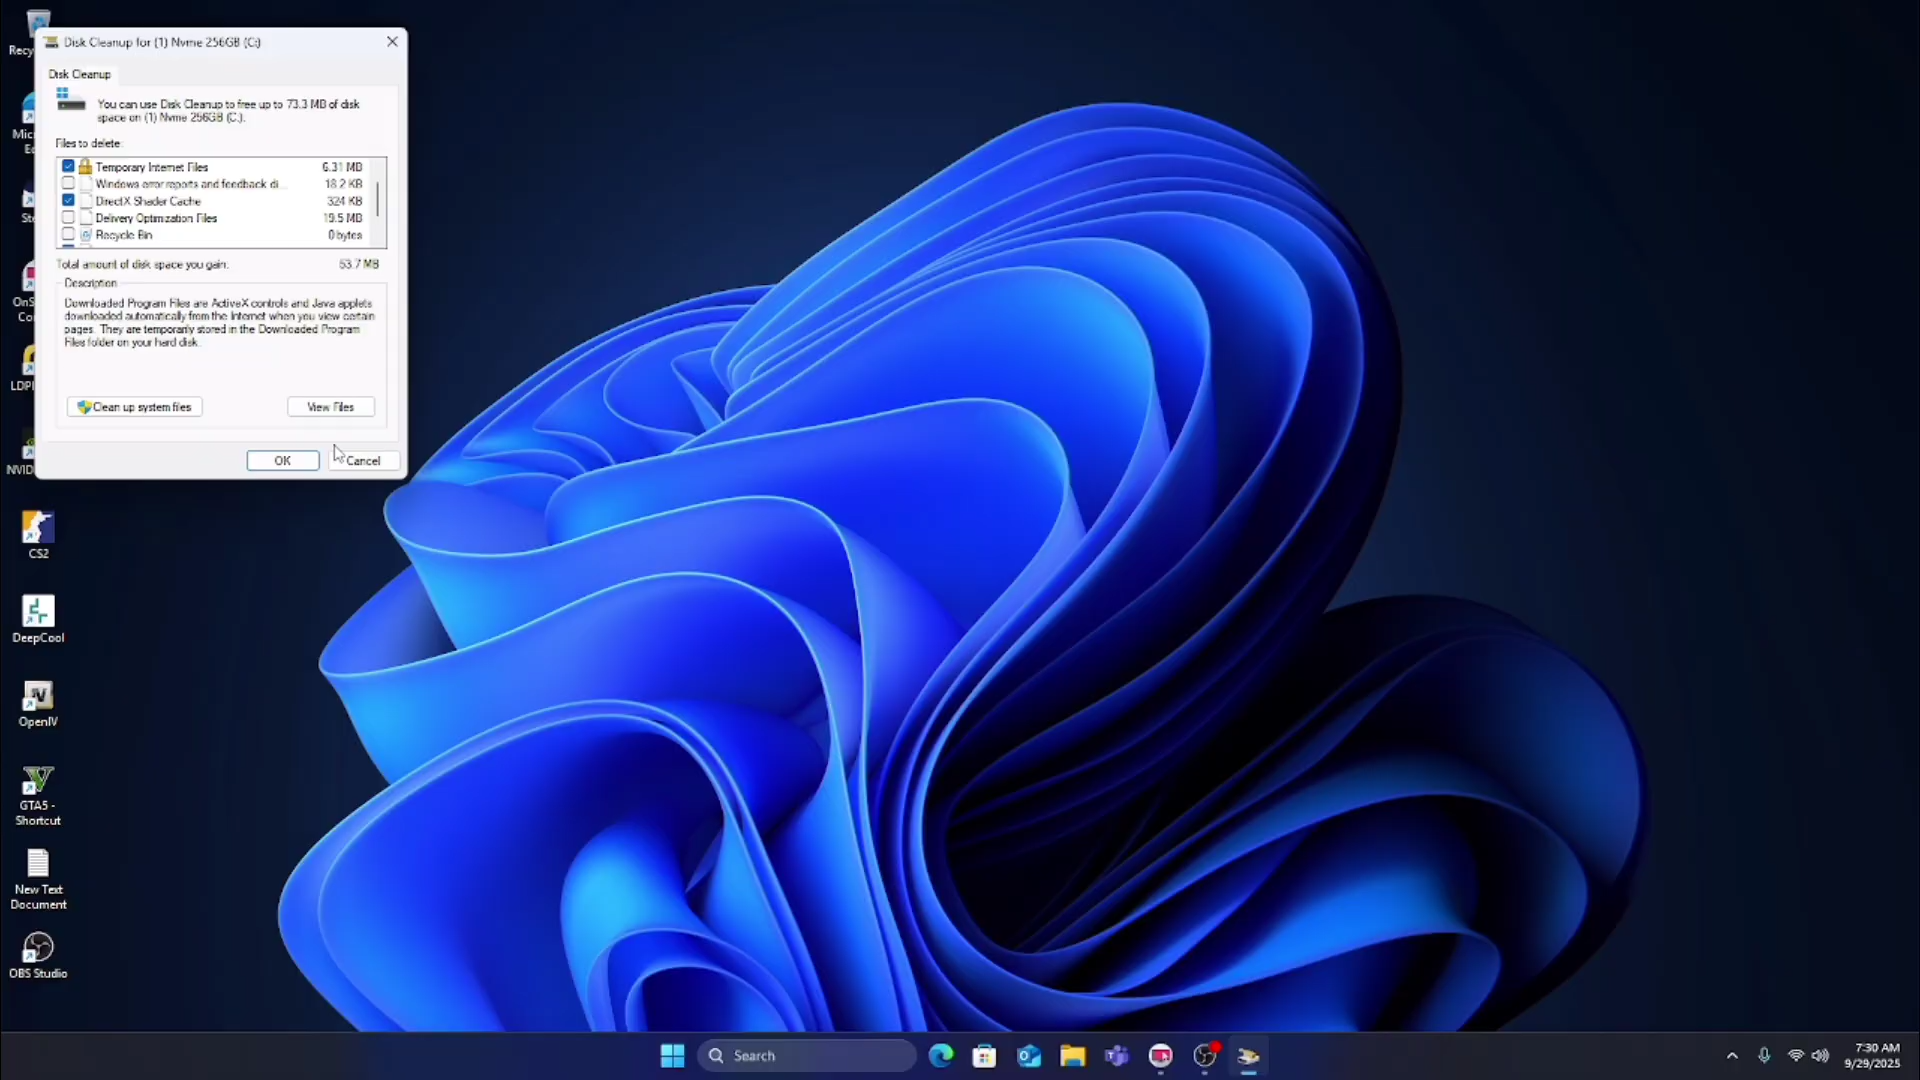 Disk Cleanup for (1) Nvme 256GB (C:)
Disk Cleanup
You can use Disk Cleanup to free up to 73.3 MB of disk
space on (1) Nvme 256GB (C:).
Files to delete:
Temporary Internet Files 6.31 MB
Windows error reports and feedback di... 18.2 KB
DirectX Shader Cache 324 KB
Delivery Optimization Files 19.5 MB
Recycle Bin 0 bytes
Total amount of disk space you gain: 53.7 MB
Description
Downloaded Program Files are ActiveX controls and Java applets
downloaded automatically from the Internet when you view certain
pages. They are temporarily stored in the Downloaded Program
Files folder on your hard disk.
Clean up system files
View Files
OK
Cancel
Recy
Mic
E
St
OnS
Co
LDPl
NVID
CS2
DeepCool
OpenIV
GTA5 -
Shortcut
New Text
Document
OBS Studio
Search
7:30 AM
9/29/2025